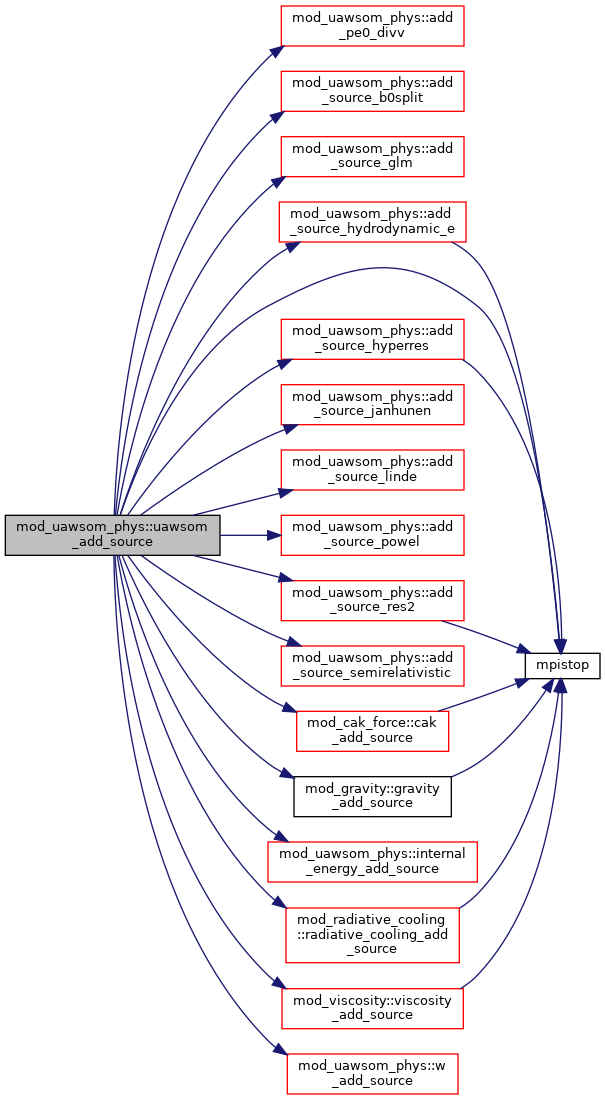 mod_uawsom_phys::add
_pe0_divv
mod_uawsom_phys::add
_source_b0split
mod_uawsom_phys::add
_source_glm
mod_uawsom_phys::add
_source_hydrodynamic_e
mod_uawsom_phys::add
_source_hyperres
mod_uawsom_phys::add
_source_janhunen
mod_uawsom_phys::add
_source_linde
mod_uawsom_phys::uawsom
_add_source
mod_uawsom_phys::add
_source_powel
mod_uawsom_phys::add
_source_res2
mpistop
mod_uawsom_phys::add
_source_semirelativistic
mod_cak_force::cak
_add_source
mod_gravity::gravity
_add_source
mod_uawsom_phys::internal
_energy_add_source
mod_radiative_cooling
::radiative_cooling_add
_source
mod_viscosity::viscosity
_add_source
mod_uawsom_phys::w
_add_source